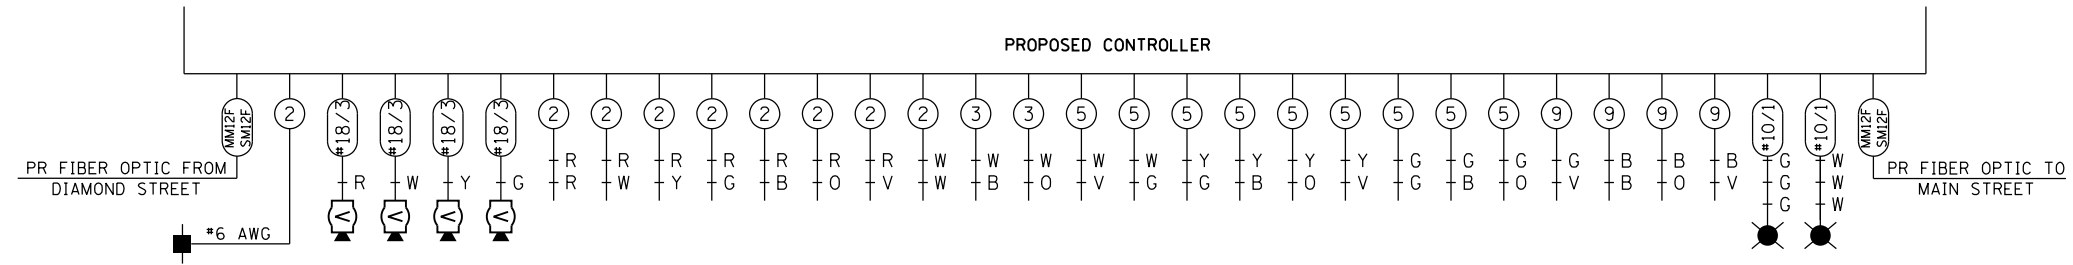 PROPOSED CONTROLLER
MM12F SM12F 2 #18/3 #18/3 #18/3 #18/3 2 2 2 2 2 2 2 2 3 3 5 5 5 5 5 5 5 5 5 9 9 9 9 #10/1 #10/1 MM12F SM12F
R R R R R R R W W W W W Y Y Y Y G G G G B B B G W
PR FIBER OPTIC FROM
DIAMOND STREET
R W Y G R W Y G B O V W B O V G G B O V G B O V B O V G W
PR FIBER OPTIC TO
MAIN STREET
G W
V V V V
#6 AWG